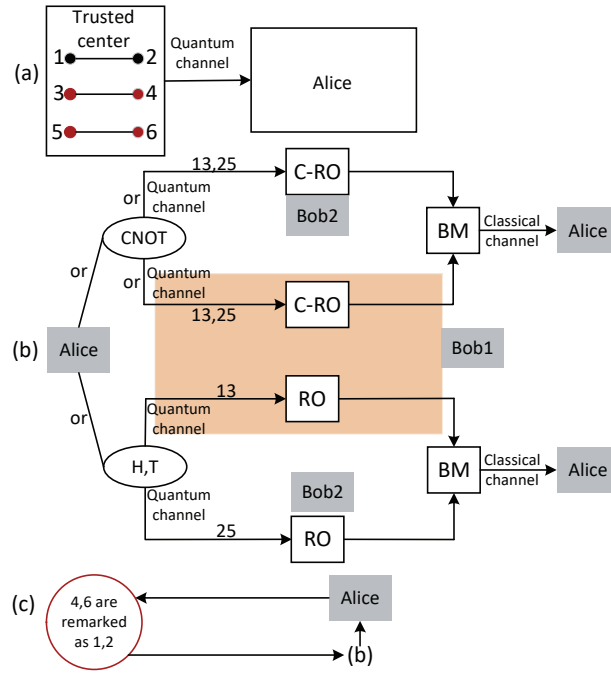 (a)
Trusted
center
1
2
3
4
5
6
Quantum
channel
Alice
(b)
Alice
or
or
CNOT
or
Quantum
channel
13,25
C-RO
Bob2
or
Quantum
channel
13,25
C-RO
Bob1
BM
Classical
channel
Alice
H,T
Quantum
channel
13
RO
Quantum
channel
25
Bob2
RO
BM
Classical
channel
Alice
(c)
4,6 are
remarked
as 1,2
Alice
(b)